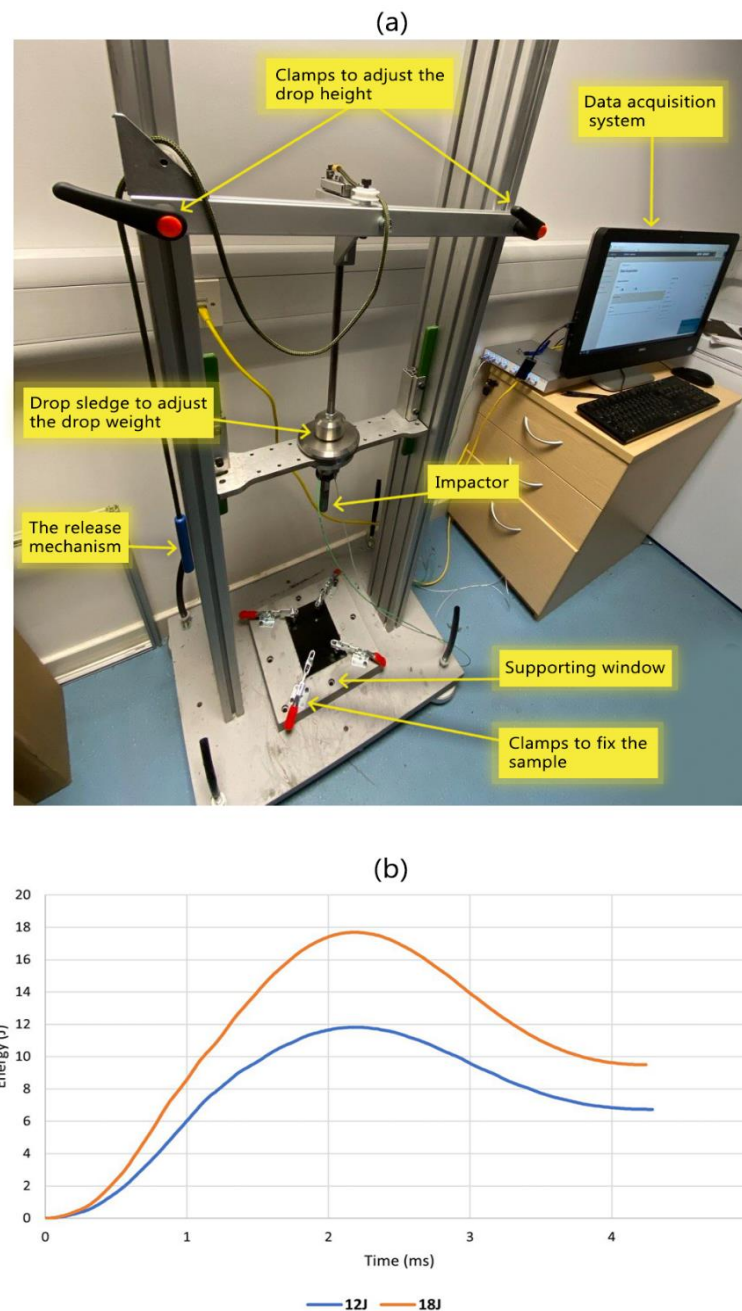 (a)
Clamps to adjust the
drop height
Data acquisition
system
Drop sledge to adjust
the drop weight
Impactor
The release
mechanism
Supporting window
Clamps to fix the
sample
(b)
20
18
16
14
12
10
8
6
4
2
0
Energy (J)
0 1 2 3 4
Time (ms)
12J 18J